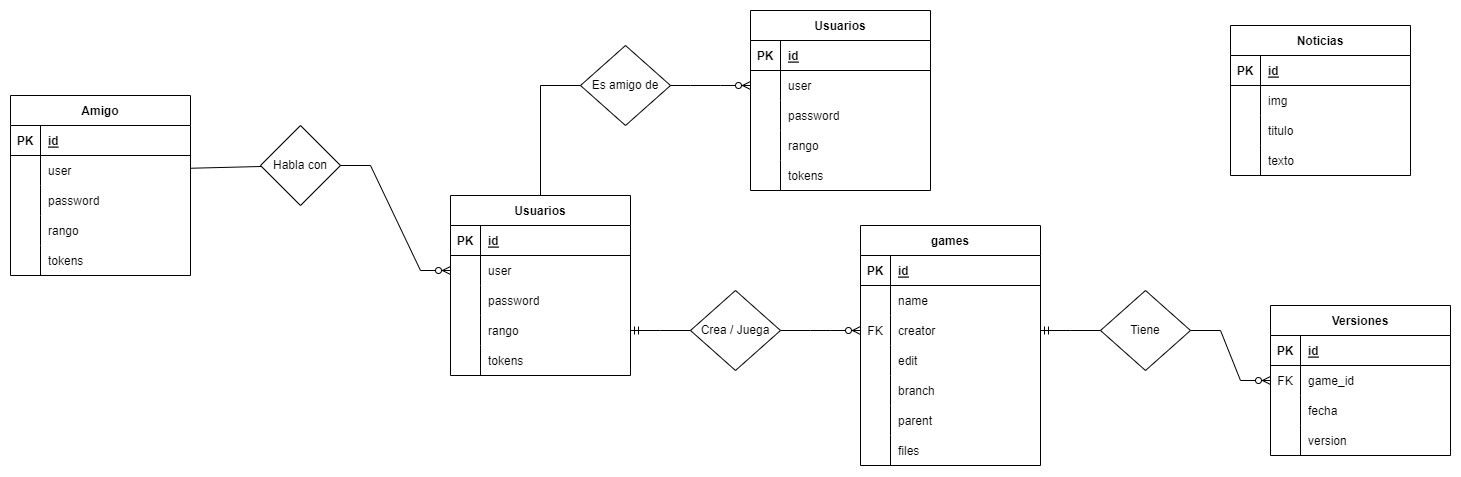 Amigo
PK id
user
password
rango
tokens
Habla con
Es amigo de
Usuarios
PK id
user
password
rango
tokens
Usuarios
PK id
user
password
rango
tokens
Crea / Juega
games
PK id
name
FK creator
edit
branch
parent
files
Tiene
Noticias
PK id
img
titulo
texto
Versiones
PK id
FK game_id
fecha
version